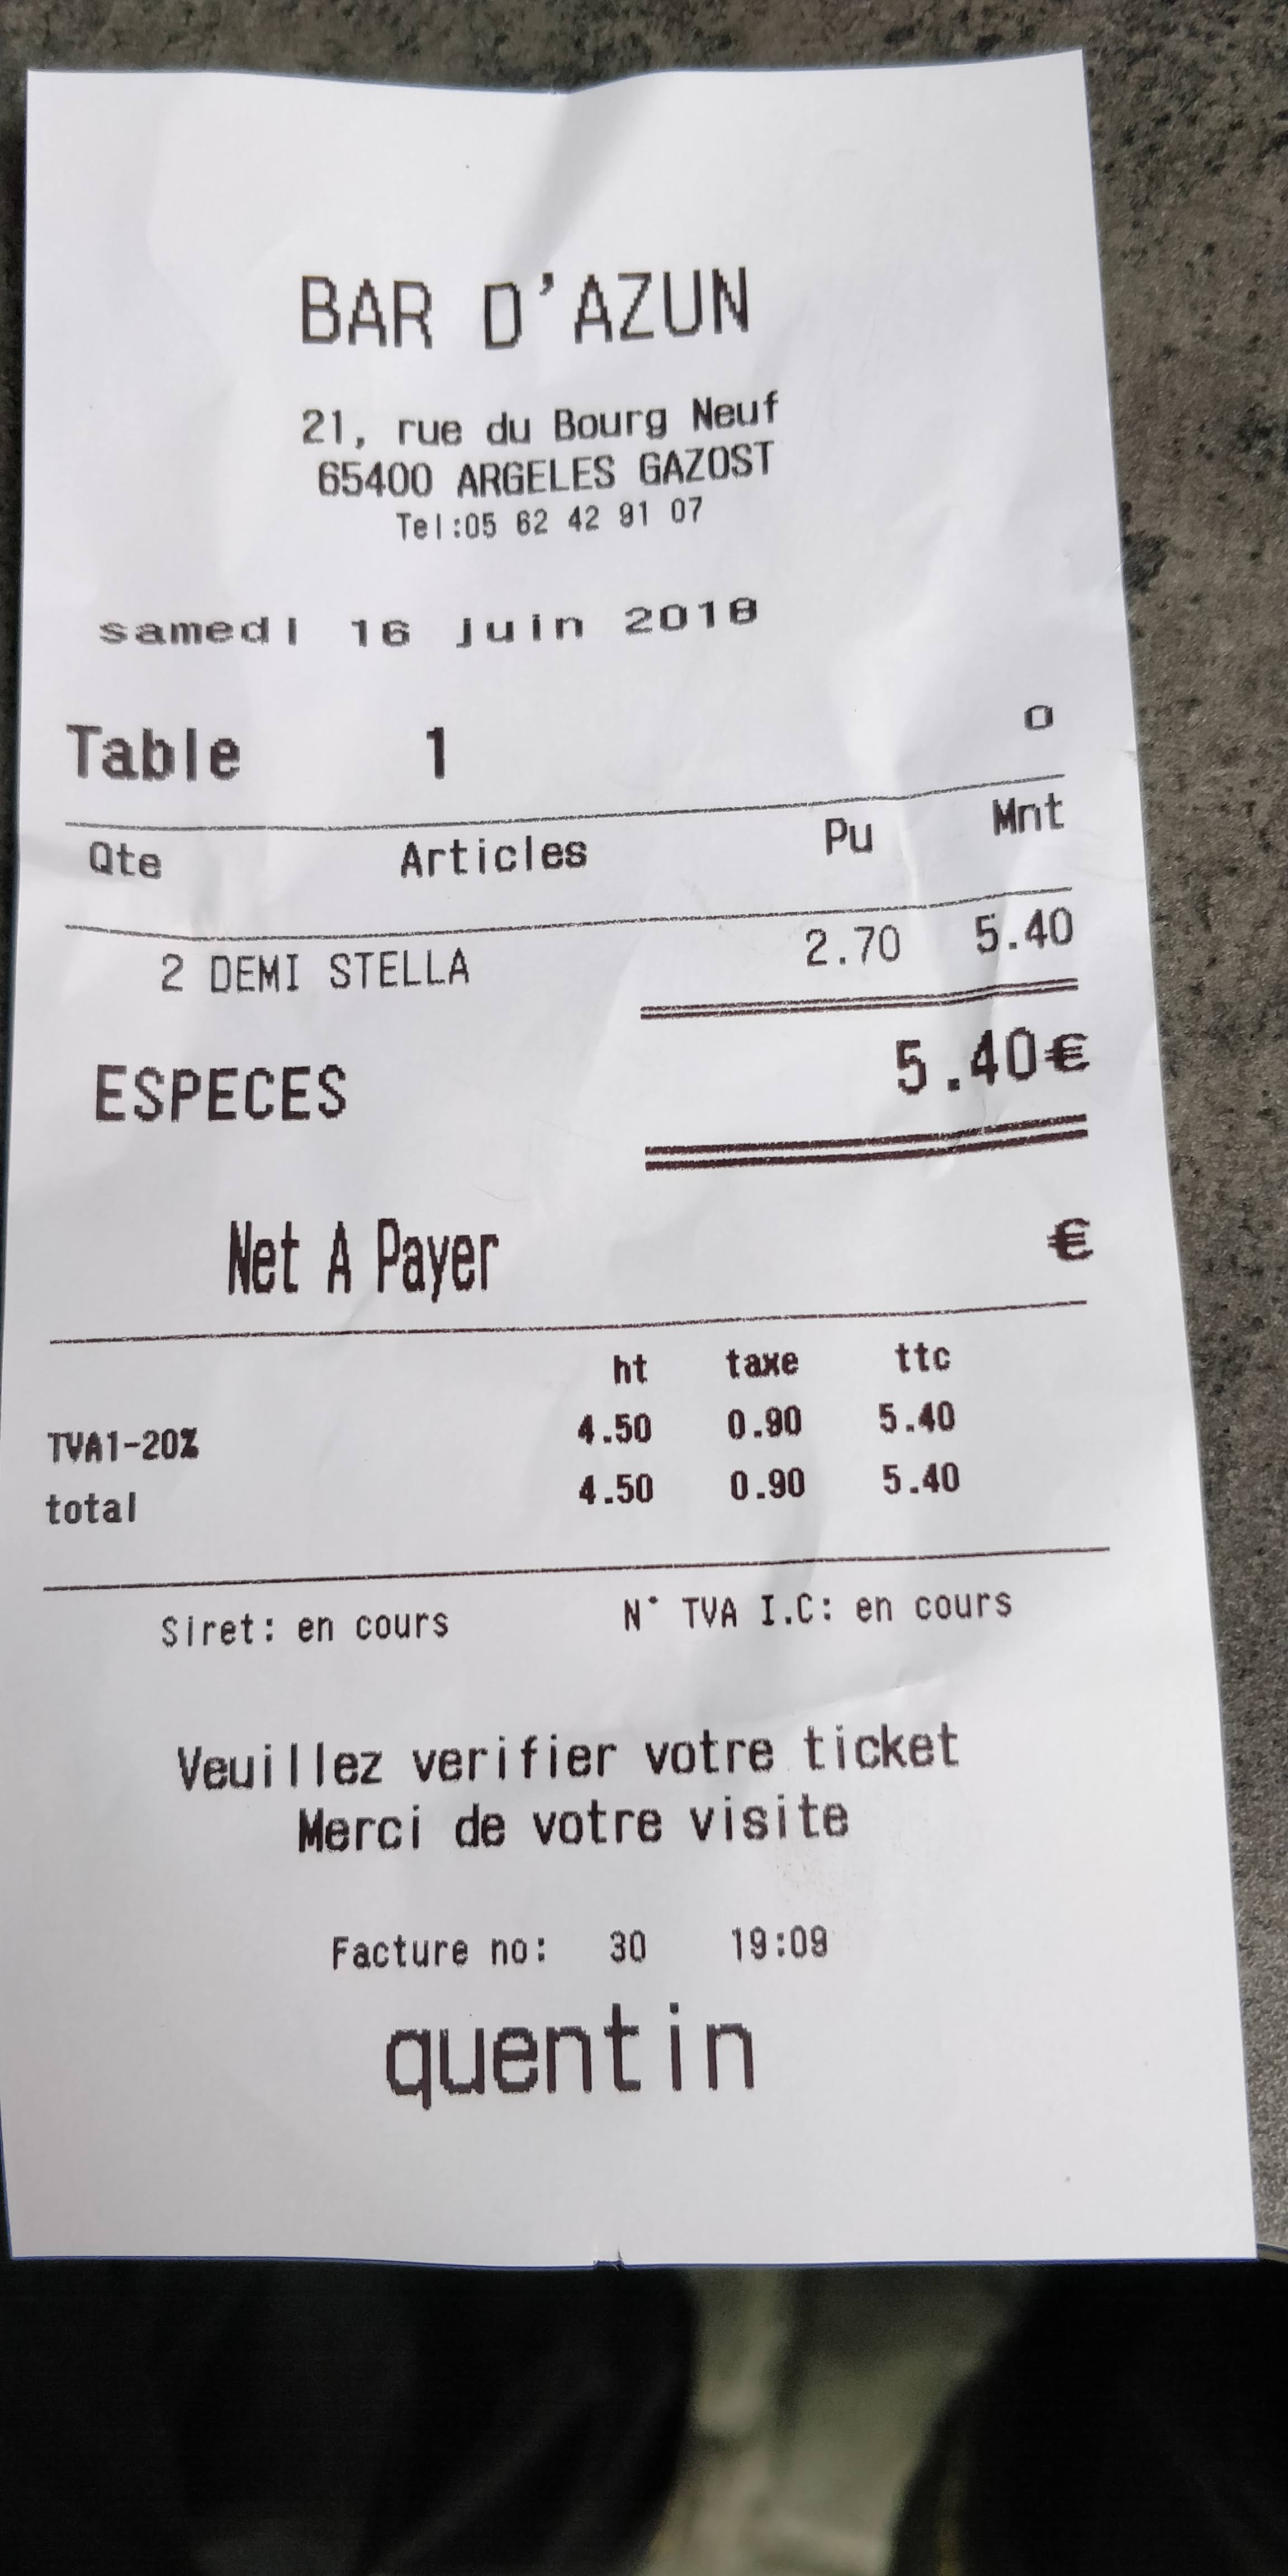 BAR D'AZUN
21, rue du Bourg Neuf
65400 ARGELES GAZOST
Tel:05 62 42 91 07
samedi 16 juin 2018
Table 1 0
Qte Articles Pu Mnt
2 DEMI STELLA 2.70 5.40
ESPECES 5.40€
Net A Payer €
ht taxe ttc
TVA1-20% 4.50 0.90 5.40
total 4.50 0.90 5.40
Siret: en cours N° TVA I.C: en cours
Veuillez verifier votre ticket
Merci de votre visite
Facture no: 30 19:09
quentin